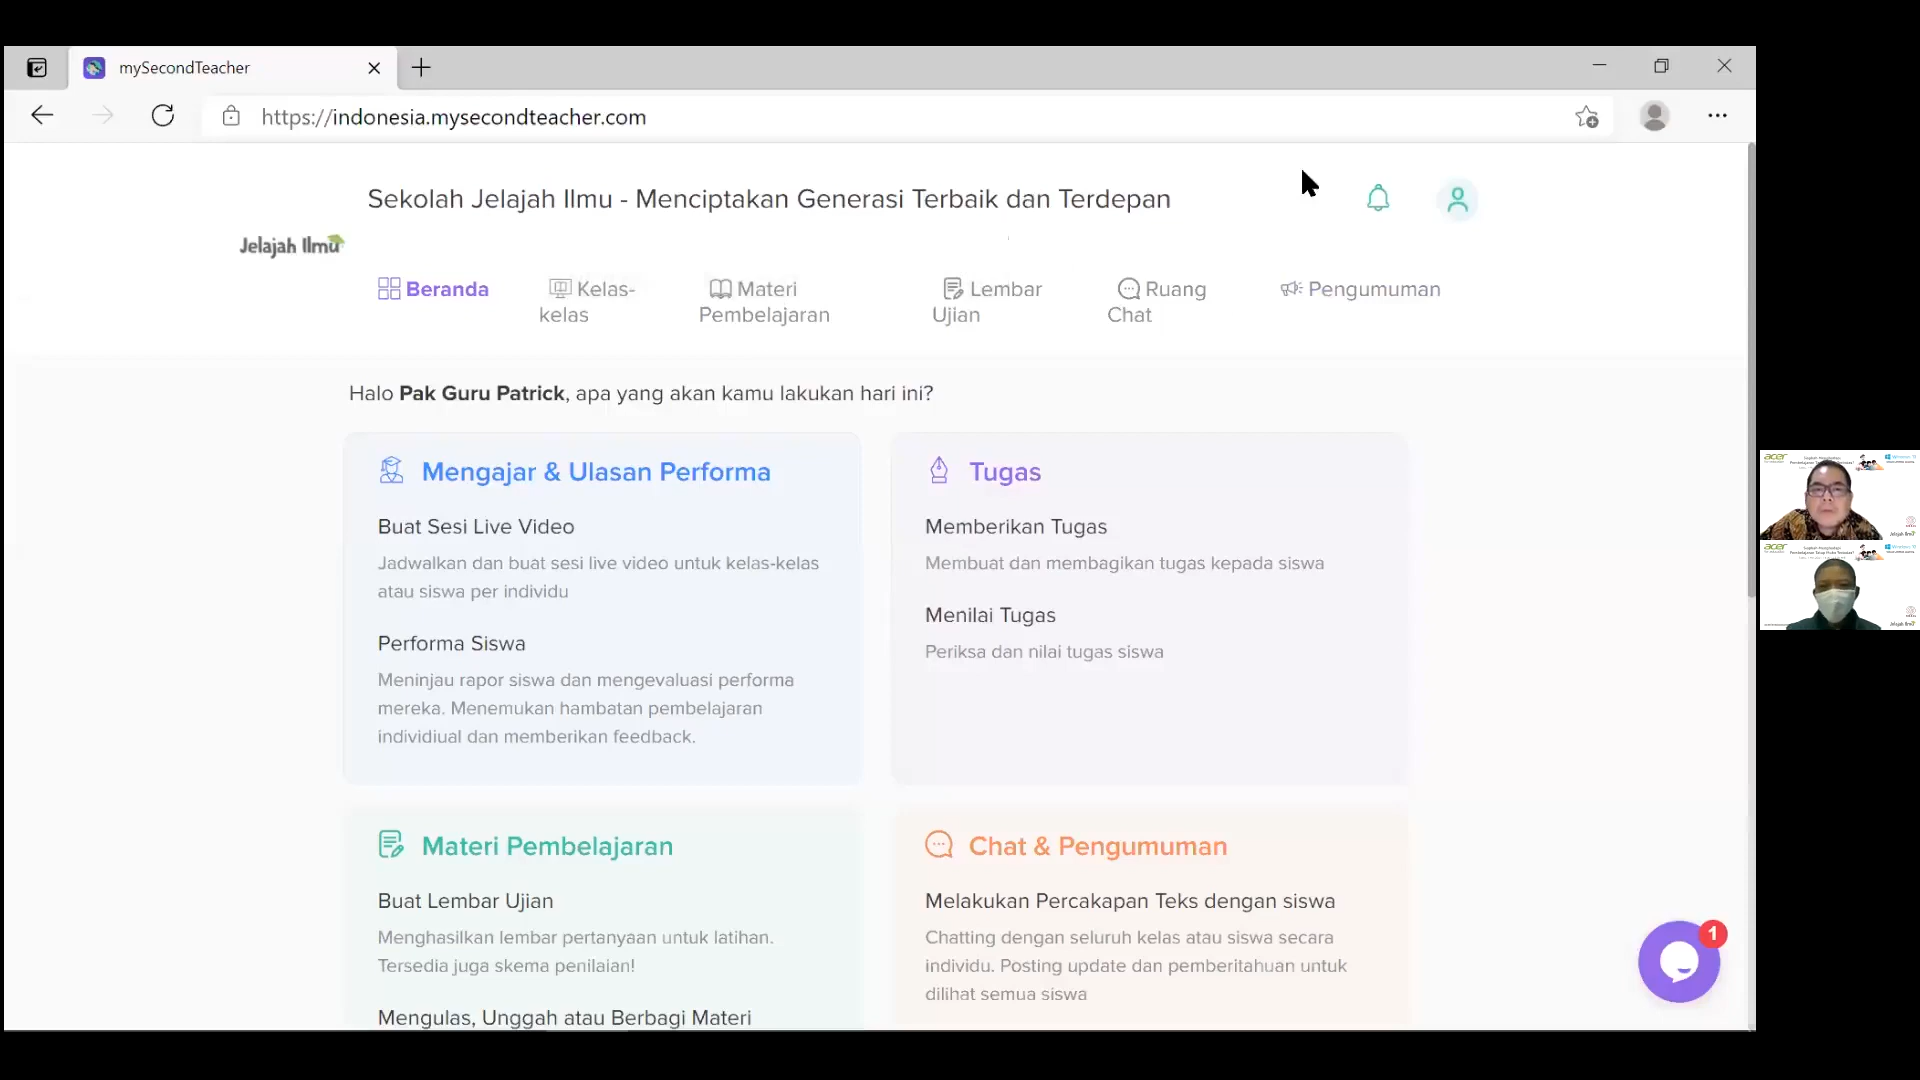 mySecondTeacher
https://indonesia.mysecondteacher.com
Sekolah Jelajah Ilmu - Menciptakan Generasi Terbaik dan Terdepan
Jelajah Ilmu
Beranda
Kelas-
kelas
Materi
Pembelajaran
Lembar
Ujian
Ruang
Chat
Pengumuman
Halo Pak Guru Patrick, apa yang akan kamu lakukan hari ini?
Mengajar & Ulasan Performa
Buat Sesi Live Video
Jadwalkan dan buat sesi live video untuk kelas-kelas
atau siswa per individu
Performa Siswa
Meninjau rapor siswa dan mengevaluasi performa
mereka. Menemukan hambatan pembelajaran
individiual dan memberikan feedback.
Tugas
Memberikan Tugas
Membuat dan membagikan tugas kepada siswa
Menilai Tugas
Periksa dan nilai tugas siswa
Materi Pembelajaran
Buat Lembar Ujian
Menghasilkan lembar pertanyaan untuk latihan.
Tersedia juga skema penilaian!
Mengulas, Unggah atau Berbagi Materi
Chat & Pengumuman
Melakukan Percakapan Teks dengan siswa
Chatting dengan seluruh kelas atau siswa secara
individu. Posting update dan pemberitahuan untuk
dilihat semua siswa
1
acer
acer